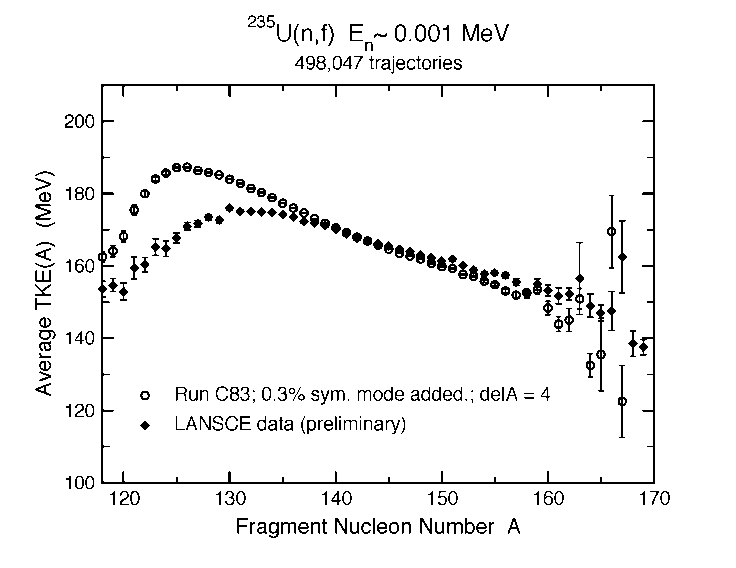 ²³⁵U(n,f) Eₙ~ 0.001 MeV
498,047 trajectories
Average TKE(A) (MeV)
200
180
160
140
120
100
Run C83; 0.3% sym. mode added.; delA = 4
LANSCE data (preliminary)
120 130 140 150 160 170
Fragment Nucleon Number A